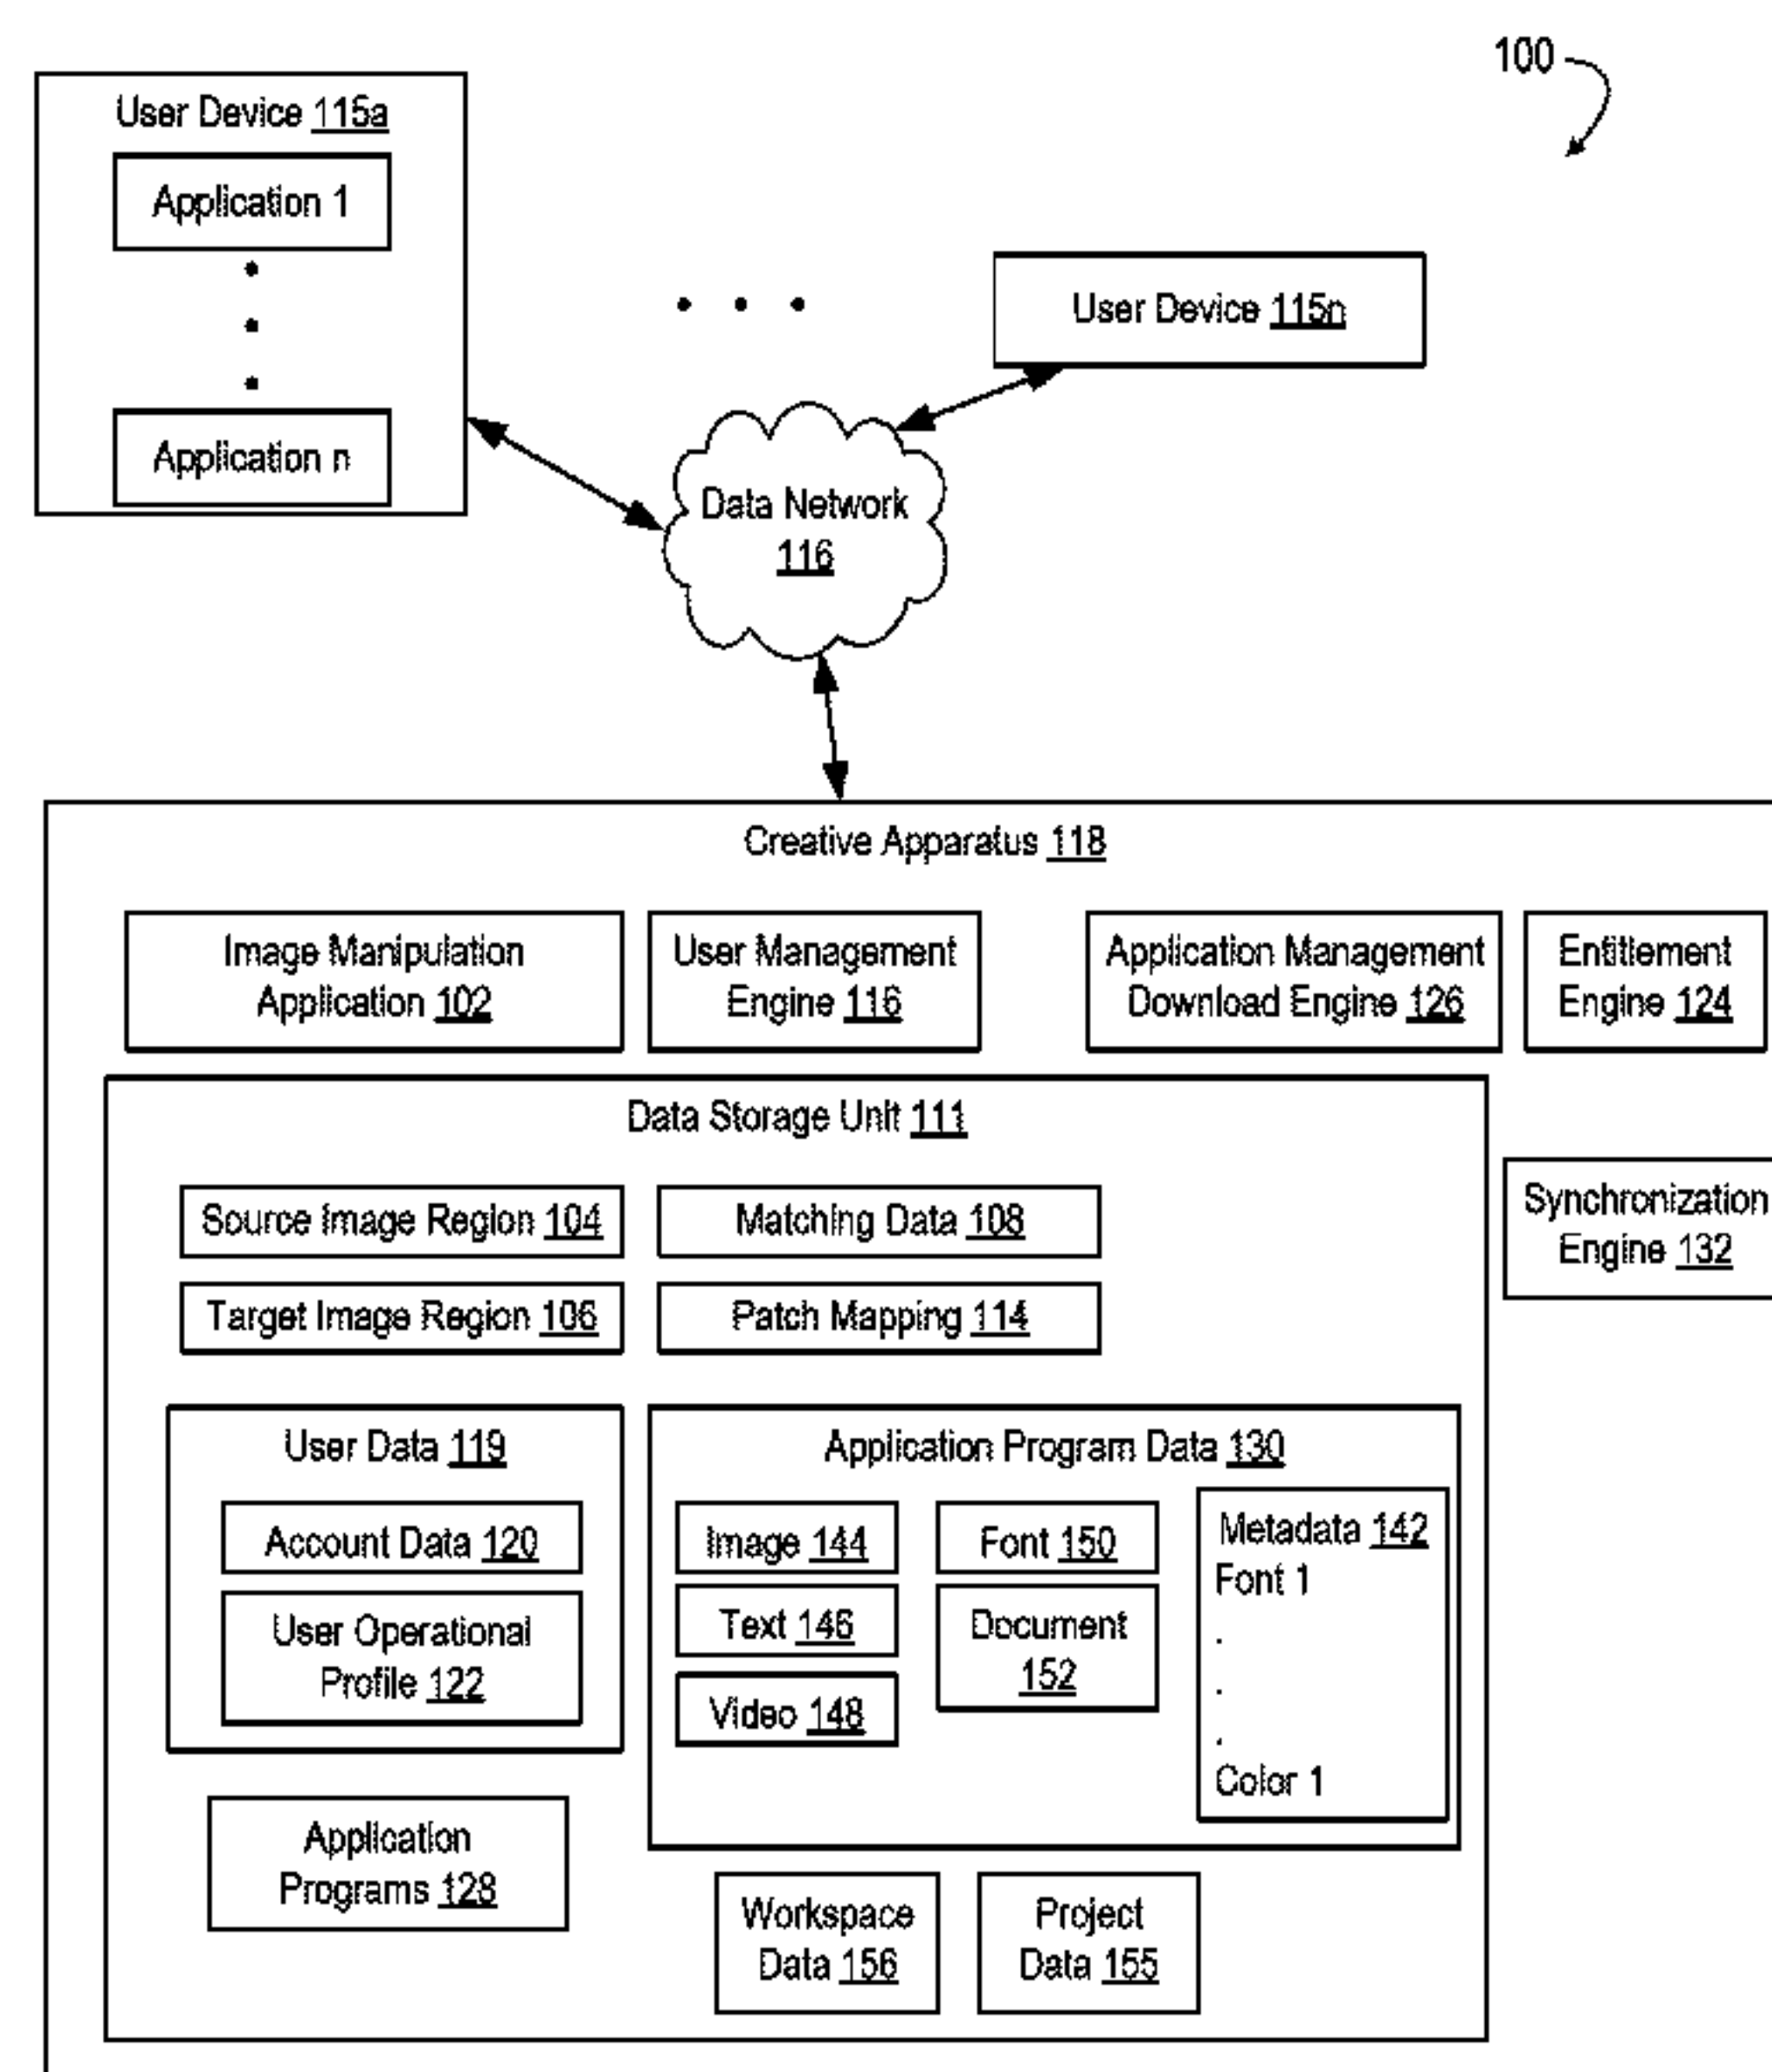 100
User Device 115a
Application 1
Application n
User Device 115n
Data Network
116
Creative Apparatus 118
Image Manipulation
Application 102
User Management
Engine 116
Application Management
Download Engine 126
Entitlement
Engine 124
Data Storage Unit 111
Source Image Region 104
Matching Data 108
Target Image Region 106
Patch Mapping 114
Synchronization
Engine 132
User Data 119
Account Data 120
User Operational
Profile 122
Application Program Data 130
Image 144
Text 146
Video 148
Font 150
Document
152
Metadata 142
Font 1
.
.
.
Color 1
Application
Programs 128
Workspace
Data 156
Project
Data 155